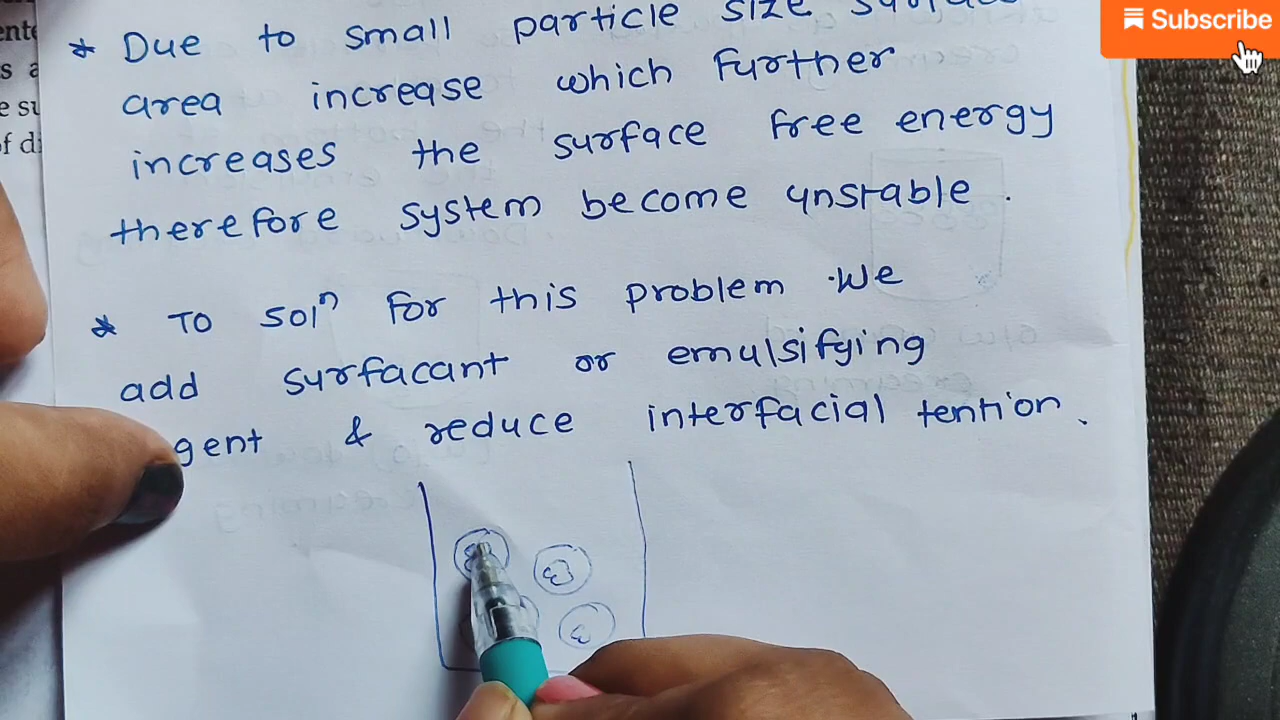 Subscribe
* Due to small particle size surface
area increase which further
increases the surface free energy
therefore system become unstable.
* To solⁿ for this problem. We
add surfacant or emulsifying
gent & reduce interfacial tention.